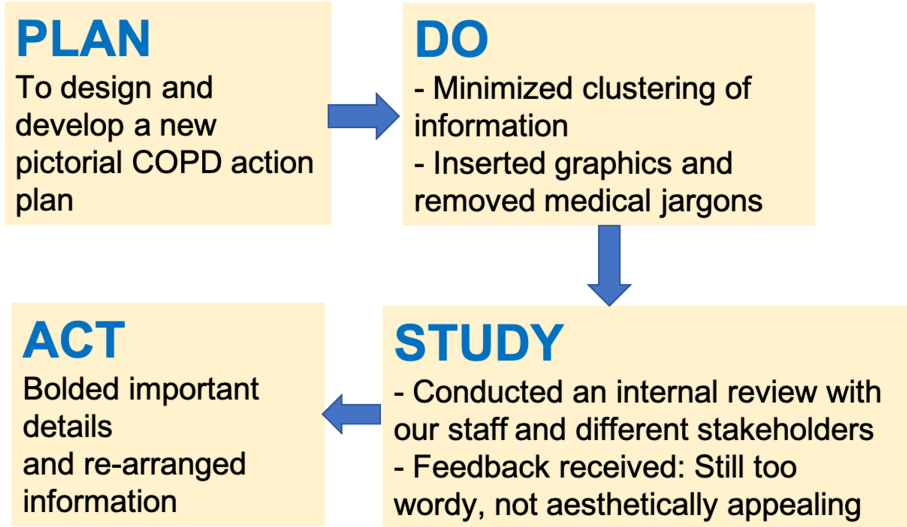 PLAN
To design and
develop a new
pictorial COPD action
plan
DO
- Minimized clustering of
information
- Inserted graphics and
removed medical jargons
STUDY
- Conducted an internal review with
our staff and different stakeholders
- Feedback received: Still too
wordy, not aesthetically appealing
ACT
Bolded important
details
and re-arranged
information